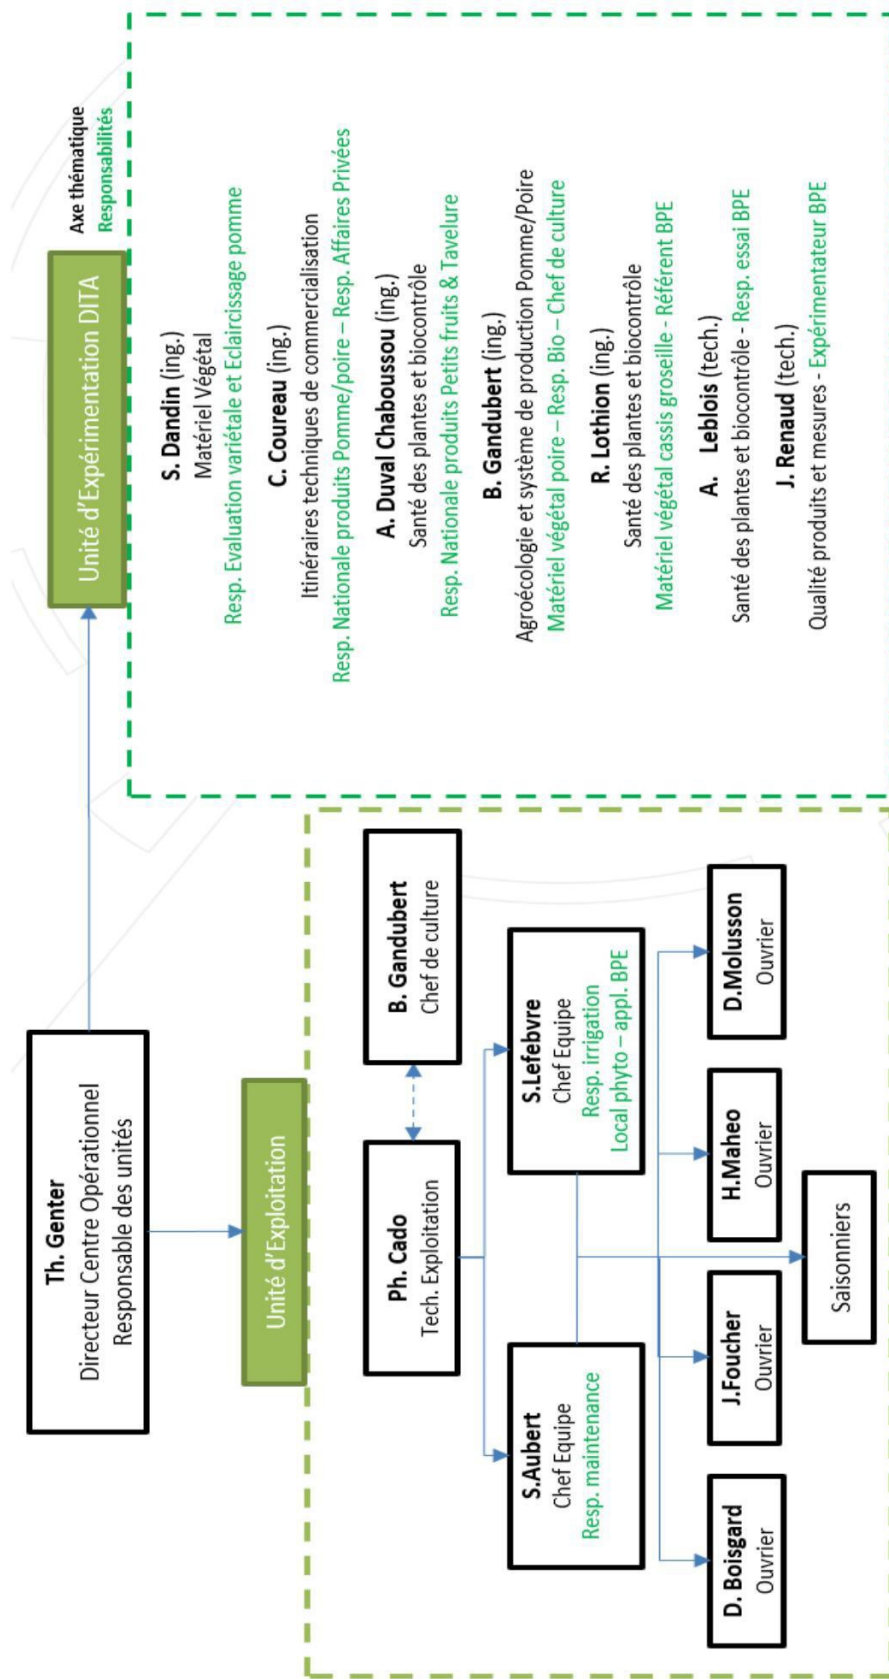 Th. Genter
Directeur Centre Opérationnel
Responsable des unités
Unité d'Exploitation
Ph. Cado
Tech. Exploitation
B. Gandubert
Chef de culture
S.Aubert
Chef Equipe
Resp. maintenance
S.Lefebvre
Chef Equipe
Resp. irrigation
Local phyto – appl. BPE
D. Boisgard
Ouvrier
J.Foucher
Ouvrier
H.Maheo
Ouvrier
D.Molusson
Ouvrier
Saisonniers
Unité d'Expérimentation DITA
Axe thématique
Responsabilités
S. Dandin (ing.)
Matériel Végétal
Resp. Evaluation variétale et Eclaircissage pomme
C. Coureau (ing.)
Itinéraires techniques de commercialisation
Resp. Nationale produits Pomme/poire – Resp. Affaires Privées
A. Duval Chaboussou (ing.)
Santé des plantes et biocontrôle
Resp. Nationale produits Petits fruits & Tavelure
B. Gandubert (ing.)
Agroécologie et système de production Pomme/Poire
Matériel végétal poire – Resp. Bio – Chef de culture
R. Lothion (ing.)
Santé des plantes et biocontrôle
Matériel végétal cassis groseille - Référent BPE
A. Leblois (tech.)
Santé des plantes et biocontrôle - Resp. essai BPE
J. Renaud (tech.)
Qualité produits et mesures - Expérimentateur BPE